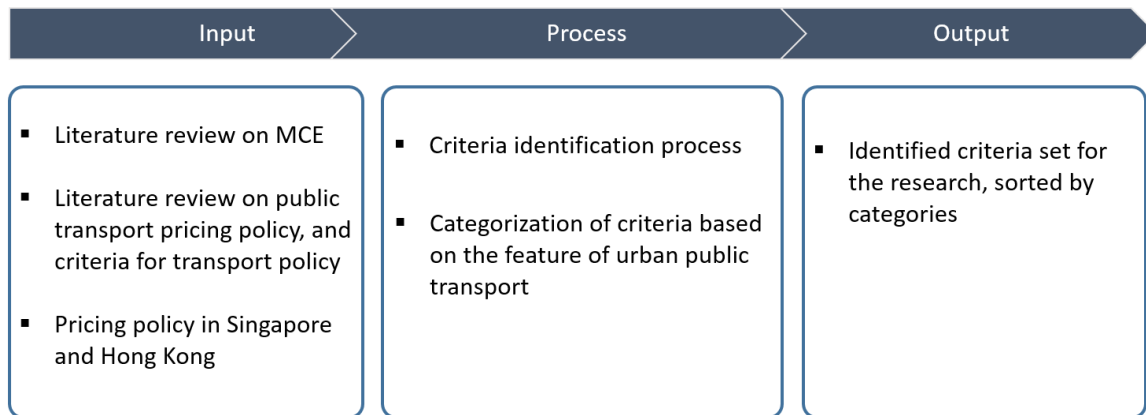 Input
Process
Output
▪ Literature review on MCE
▪ Literature review on public
transport pricing policy, and
criteria for transport policy
▪ Pricing policy in Singapore
and Hong Kong
▪ Criteria identification process
▪ Categorization of criteria based
on the feature of urban public
transport
▪ Identified criteria set for
the research, sorted by
categories